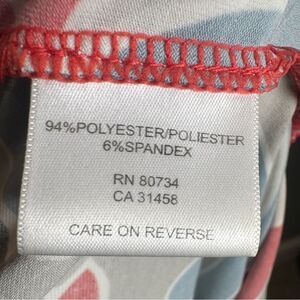 94%POLYESTER/POLIESTER
6%SPANDEX
RN 80734
CA 31458
CARE ON REVERSE